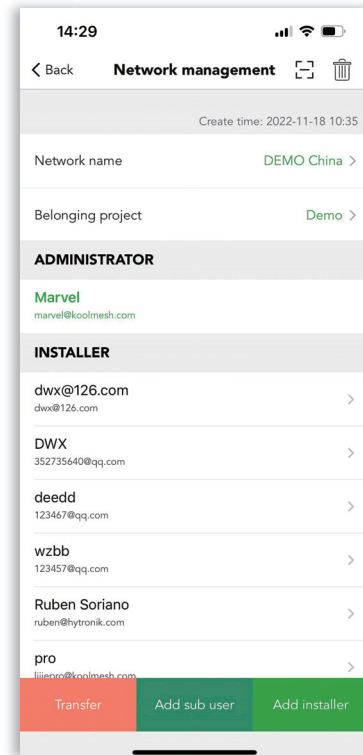 14:29
Back Network management
Create time: 2022-11-18 10:35
Network name DEMO China
Belonging project Demo
ADMINISTRATOR
Marvel
marvel@koolmesh.com
INSTALLER
dwx@126.com
dwx@126.com
DWX
352735640@qq.com
deedd
123467@qq.com
wzbb
123457@qq.com
Ruben Soriano
ruben@hytronik.com
pro
Transfer Add sub user Add installer